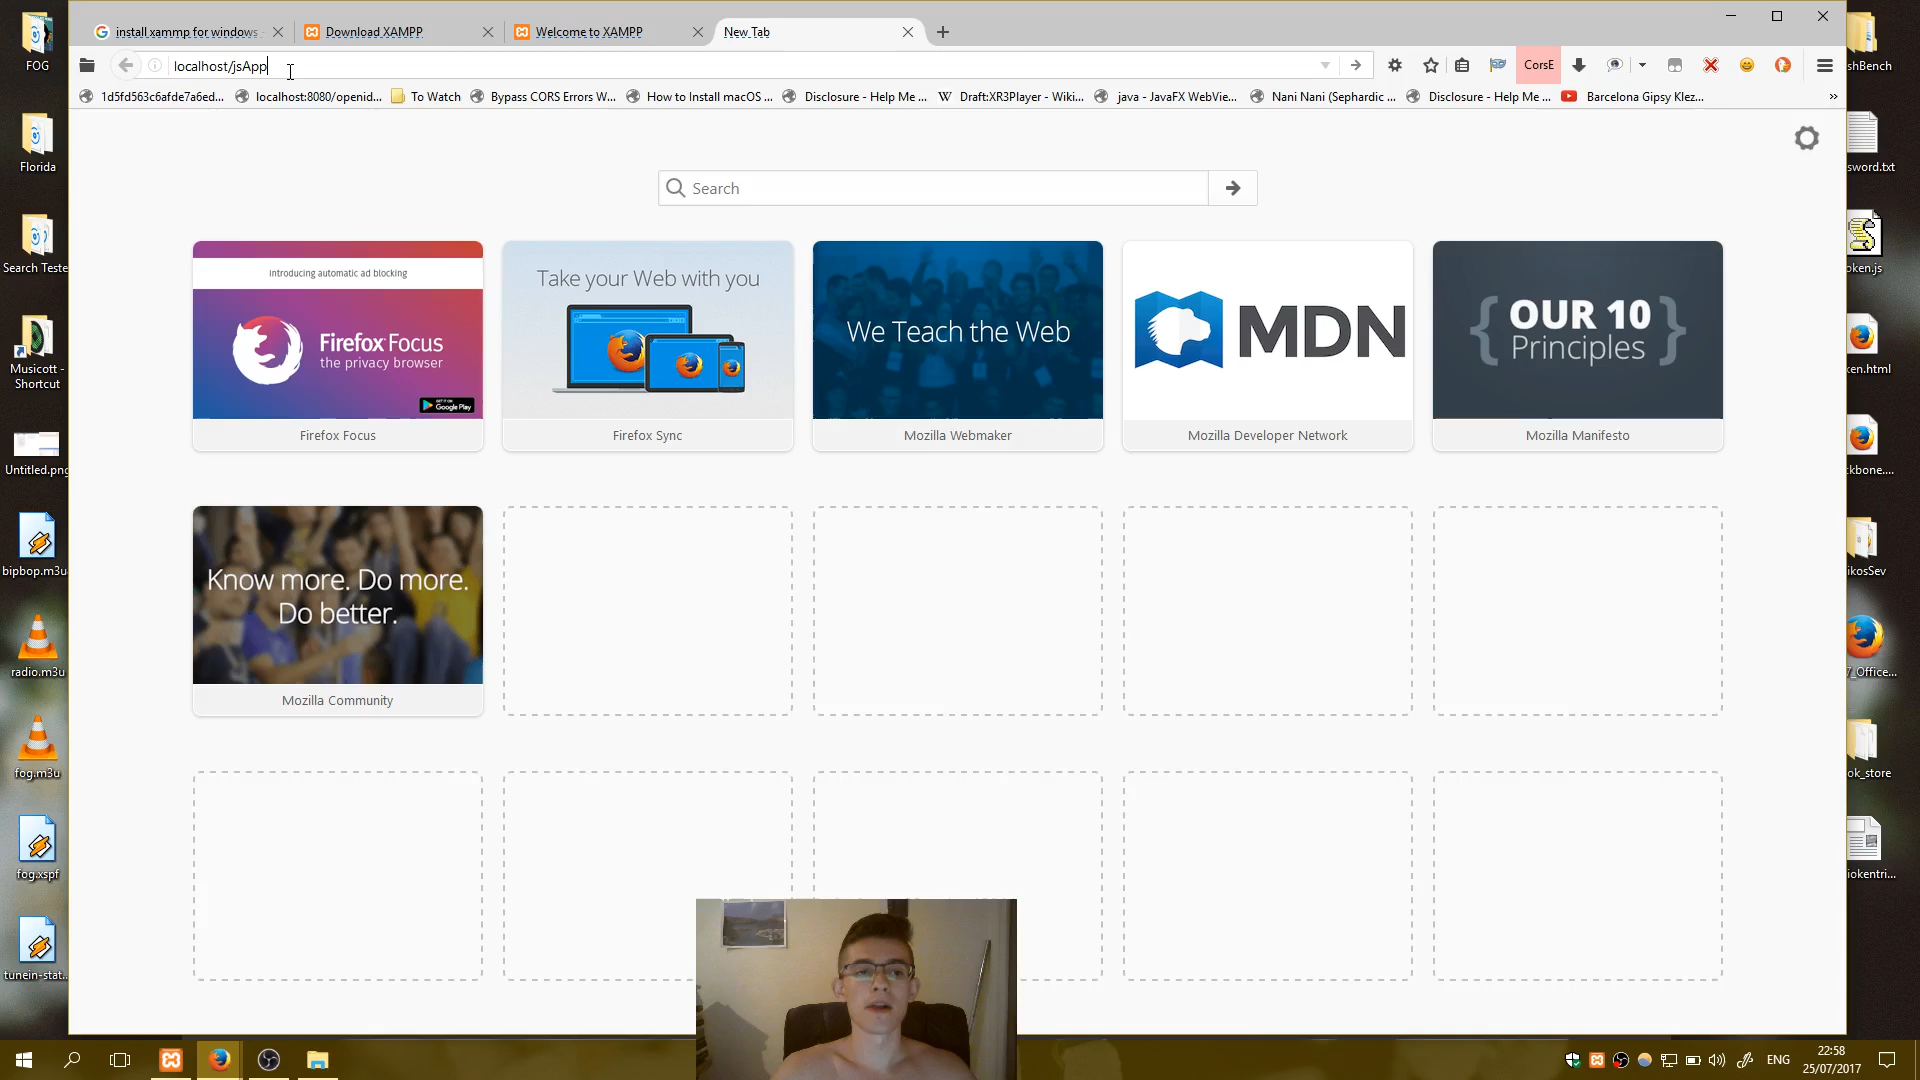 install xammp for windows
Download XAMPP
Welcome to XAMPP
New Tab
localhost/jsApp
CorsE
1d5fd563c6afde7a6ed...
localhost:8080/openid...
To Watch
Bypass CORS Errors W...
How to Install macOS ...
Disclosure - Help Me ...
Draft:XR3Player - Wiki...
java - JavaFX WebVie...
Nani Nani (Sephardic ...
Disclosure - Help Me ...
Barcelona Gipsy Klez...
Search
Introducing automatic ad blocking
Firefox Focus
the privacy browser
GET IT ON
Google Play
Firefox Focus
Take your Web with you
Firefox Sync
We Teach the Web
Mozilla Webmaker
MDN
Mozilla Developer Network
OUR 10
Principles
Mozilla Manifesto
Know more. Do more.
Do better.
Mozilla Community
FOG
Florida
Search Teste
Musicott -
Shortcut
Untitled.png
bipbop.m3u
radio.m3u
fog.m3u
fog.xspf
tunein-stat...
shBench
sword.txt
oken.js
ken.html
kbone....
ikosSev
7_Office...
ok_store
iokentri...
ENG
22:58
25/07/2017